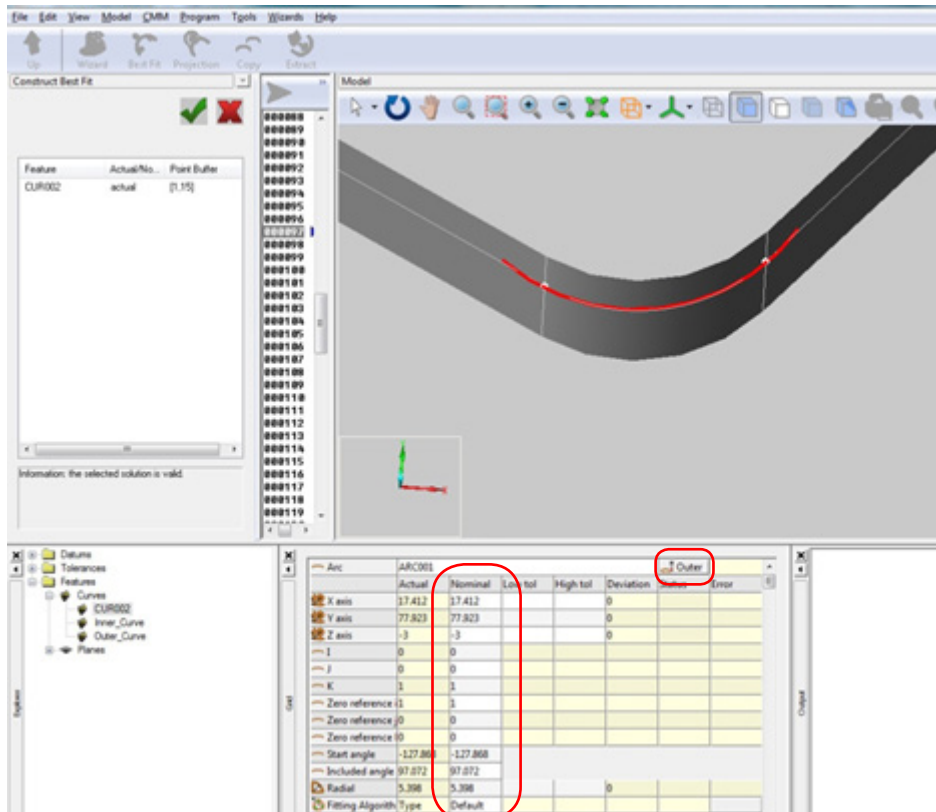 File Edit View Model CMM Program Tools Wizards Help
Up Wizard Best Fit Projection Copy Extract
Construct Best Fit
Feature Actual/No... Point Buffer
CUR002 actual [1,15]
Information: the selected solution is valid.
000088
000089
000090
000091
000092
000093
000094
000095
000096
000097
000098
000099
000100
000101
000102
000103
000104
000105
000106
000107
000108
000109
000110
000111
000112
000113
000114
000115
000116
000117
000118
000119
Model
Explorer
Datums
Tolerances
Features
Curves
CUR002
Inner_Curve
Outer_Curve
Planes
Grid
Arc ARC001 Outer
Actual Nominal Low tol High tol Deviation Status Error
X axis 17.412 17.412 0
Y axis 77.923 77.923 0
Z axis -3 -3 0
I 0 0
J 0 0
K 1 1
Zero reference i 1 1
Zero reference j 0 0
Zero reference 0 0
Start angle -127.868 -127.868
Included angle 97.072 97.072
Radial 5.398 5.398 0
Fitting Algorith Type Default
Output